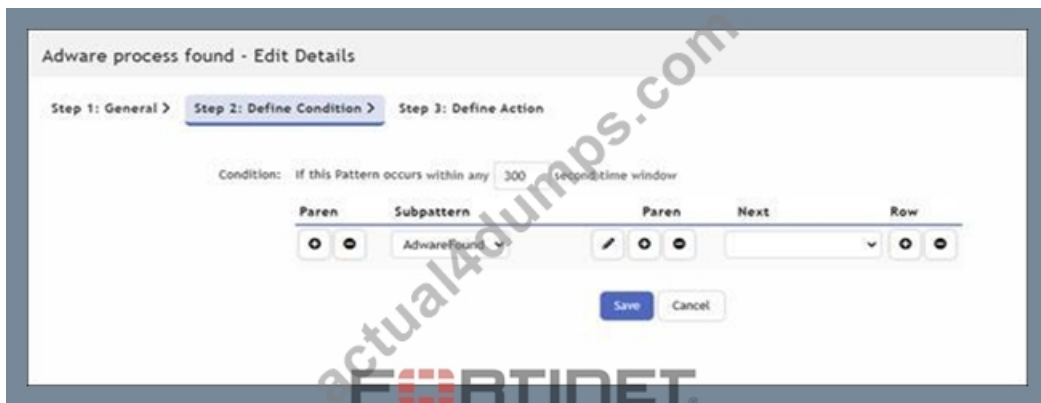 Adware process found - Edit Details
Step 1: General > Step 2: Define Condition > Step 3: Define Action
Condition: If this Pattern occurs within any 300 second time window
Paren Subpattern Paren Next Row
AdwareFound
Save Cancel
actual4dumps.com
FORTINET